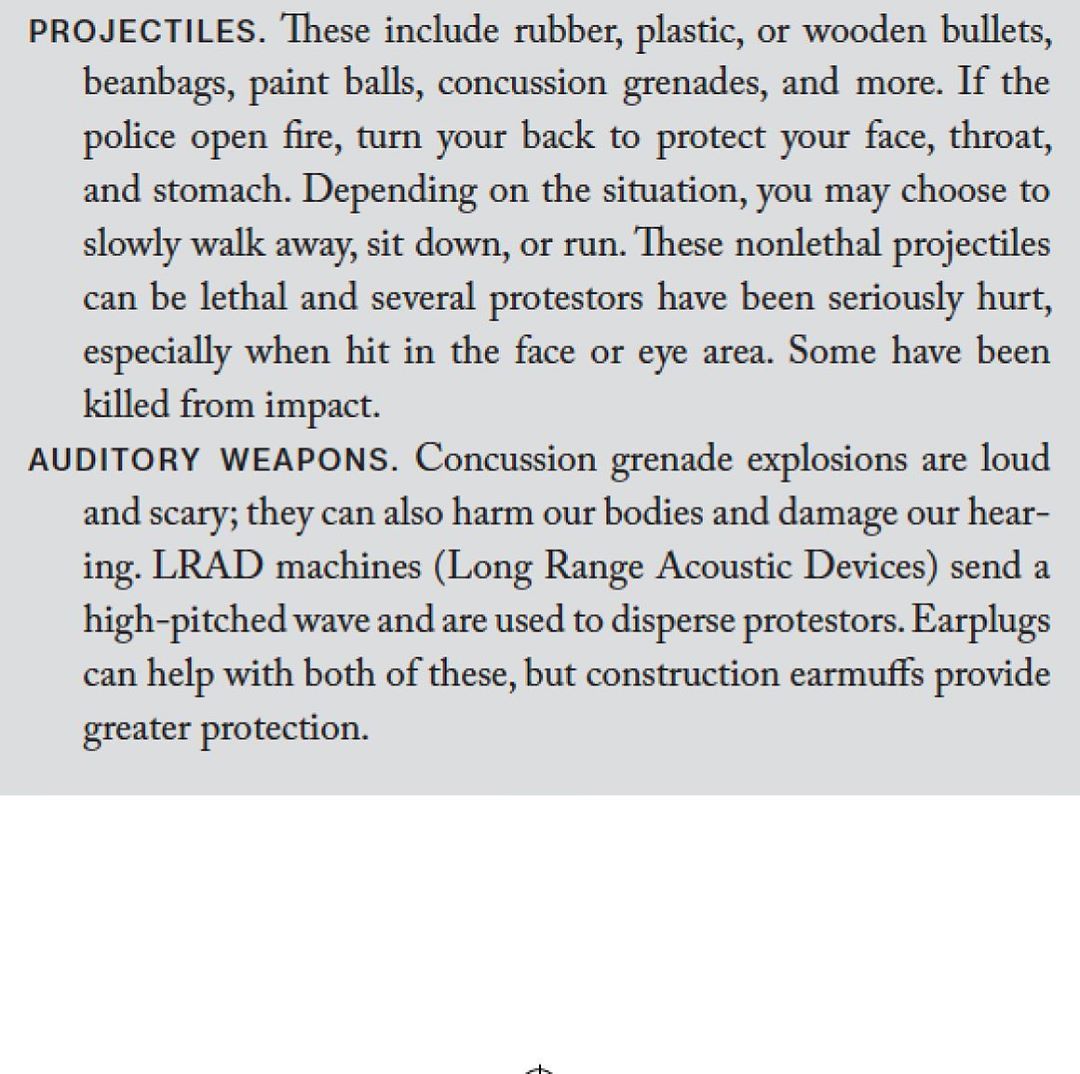 PROJECTILES. These include rubber, plastic, or wooden bullets,
beanbags, paint balls, concussion grenades, and more. If the
police open fire, turn your back to protect your face, throat,
and stomach. Depending on the situation, you may choose to
slowly walk away, sit down, or run. These nonlethal projectiles
can be lethal and several protestors have been seriously hurt,
especially when hit in the face or eye area. Some have been
killed from impact.
AUDITORY WEAPONS. Concussion grenade explosions are loud
and scary; they can also harm our bodies and damage our hear-
ing. LRAD machines (Long Range Acoustic Devices) send a
high-pitched wave and are used to disperse protestors. Earplugs
can help with both of these, but construction earmuffs provide
greater protection.